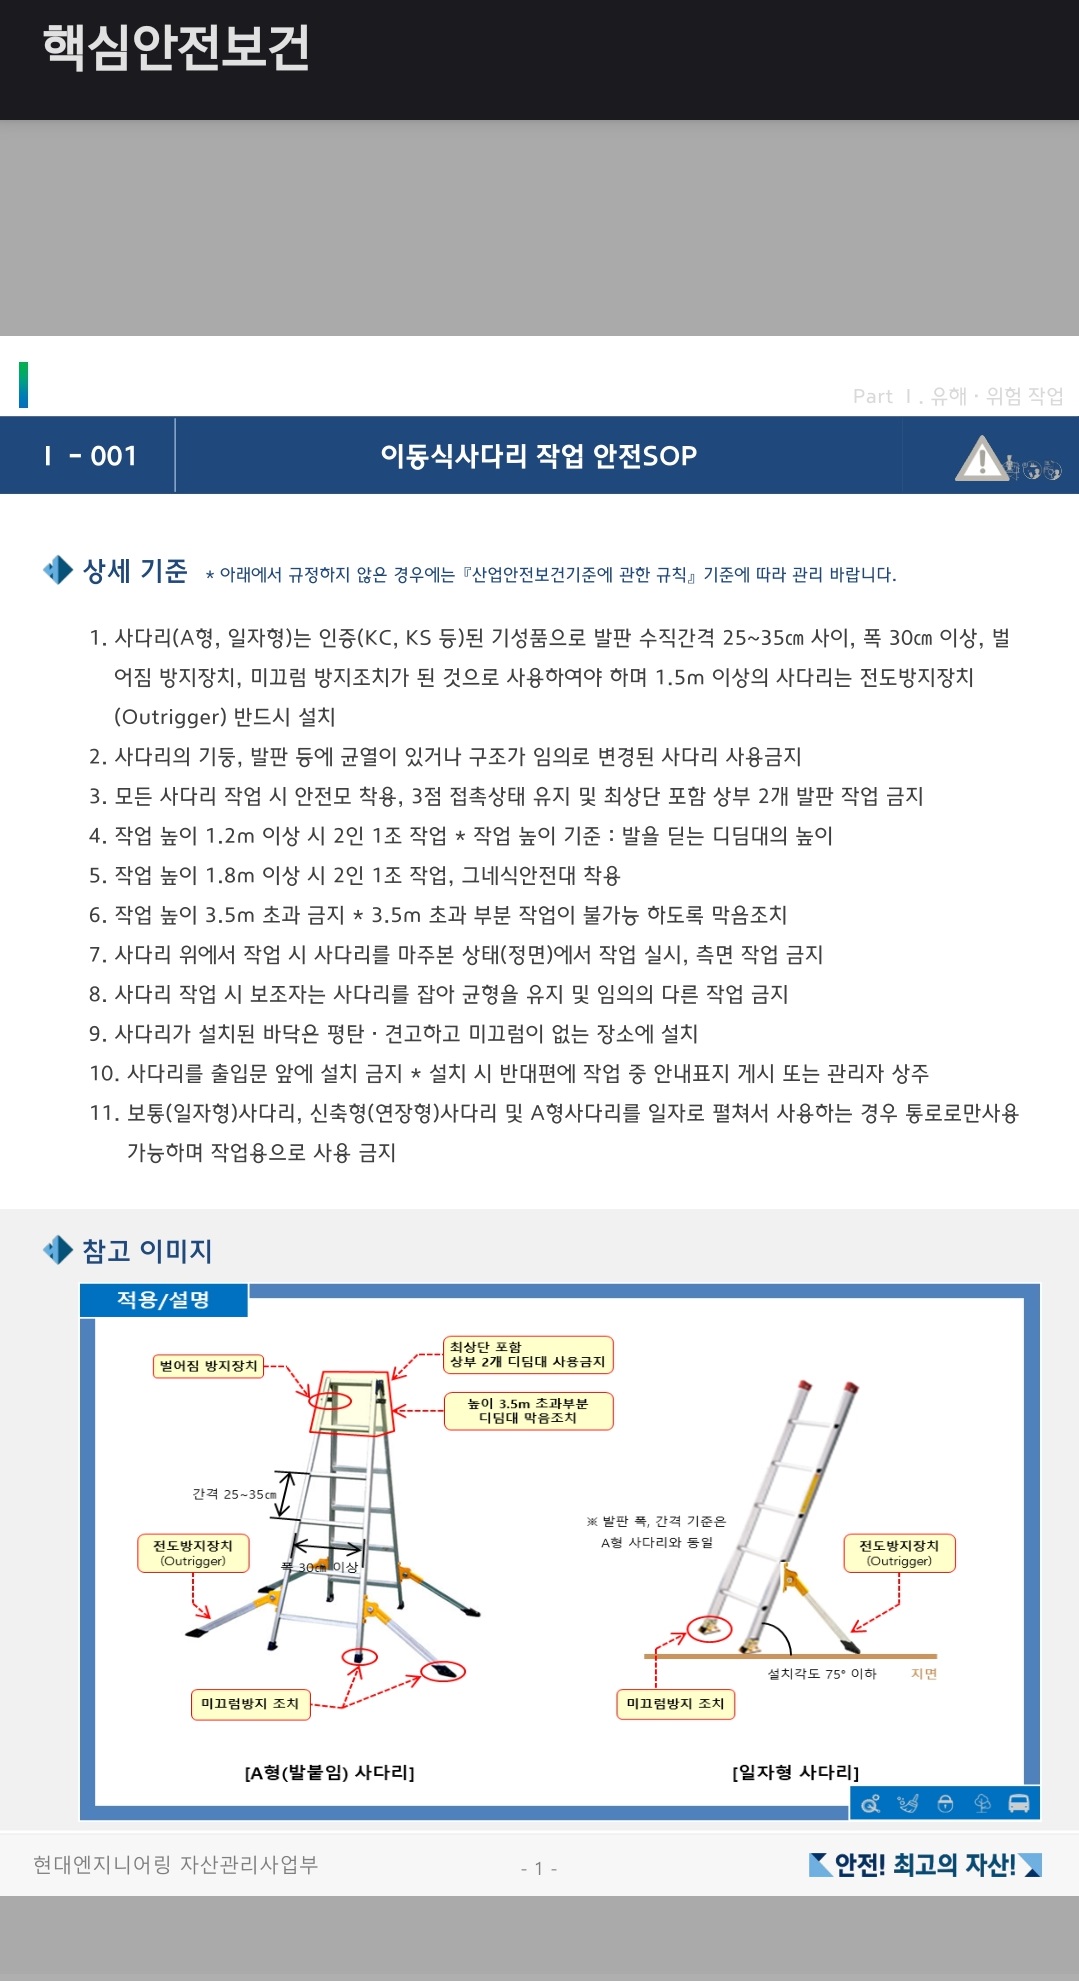 핵심안전보건
Part Ⅰ. 유해 · 위험 작업
Ⅰ - 001
이동식사다리 작업 안전SOP
상세 기준 * 아래에서 규정하지 않은 경우에는『산업안전보건기준에 관한 규칙』기준에 따라 관리 바랍니다.
1. 사다리(A형, 일자형)는 인증(KC, KS 등)된 기성품으로 발판 수직간격 25~35㎝ 사이, 폭 30㎝ 이상, 벌
어짐 방지장치, 미끄럼 방지조치가 된 것으로 사용하여야 하며 1.5m 이상의 사다리는 전도방지장치
(Outrigger) 반드시 설치
2. 사다리의 기둥, 발판 등에 균열이 있거나 구조가 임의로 변경된 사다리 사용금지
3. 모든 사다리 작업 시 안전모 착용, 3점 접촉상태 유지 및 최상단 포함 상부 2개 발판 작업 금지
4. 작업 높이 1.2m 이상 시 2인 1조 작업 * 작업 높이 기준 : 발을 딛는 디딤대의 높이
5. 작업 높이 1.8m 이상 시 2인 1조 작업, 그네식안전대 착용
6. 작업 높이 3.5m 초과 금지 * 3.5m 초과 부분 작업이 불가능 하도록 막음조치
7. 사다리 위에서 작업 시 사다리를 마주본 상태(정면)에서 작업 실시, 측면 작업 금지
8. 사다리 작업 시 보조자는 사다리를 잡아 균형을 유지 및 임의의 다른 작업 금지
9. 사다리가 설치된 바닥은 평탄 · 견고하고 미끄럼이 없는 장소에 설치
10. 사다리를 출입문 앞에 설치 금지 * 설치 시 반대편에 작업 중 안내표지 게시 또는 관리자 상주
11. 보통(일자형)사다리, 신축형(연장형)사다리 및 A형사다리를 일자로 펼쳐서 사용하는 경우 통로로만사용
가능하며 작업용으로 사용 금지
참고 이미지
적용/설명
벌어짐 방지장치
최상단 포함
상부 2개 디딤대 사용금지
높이 3.5m 초과부분
디딤대 막음조치
간격 25~35㎝
폭 30㎝ 이상
전도방지장치
(Outrigger)
미끄럼방지 조치
[A형(발붙임) 사다리]
※ 발판 폭, 간격 기준은
A형 사다리와 동일
전도방지장치
(Outrigger)
설치각도 75° 이하
지면
미끄럼방지 조치
[일자형 사다리]
현대엔지니어링 자산관리사업부
- 1 -
안전! 최고의 자산!